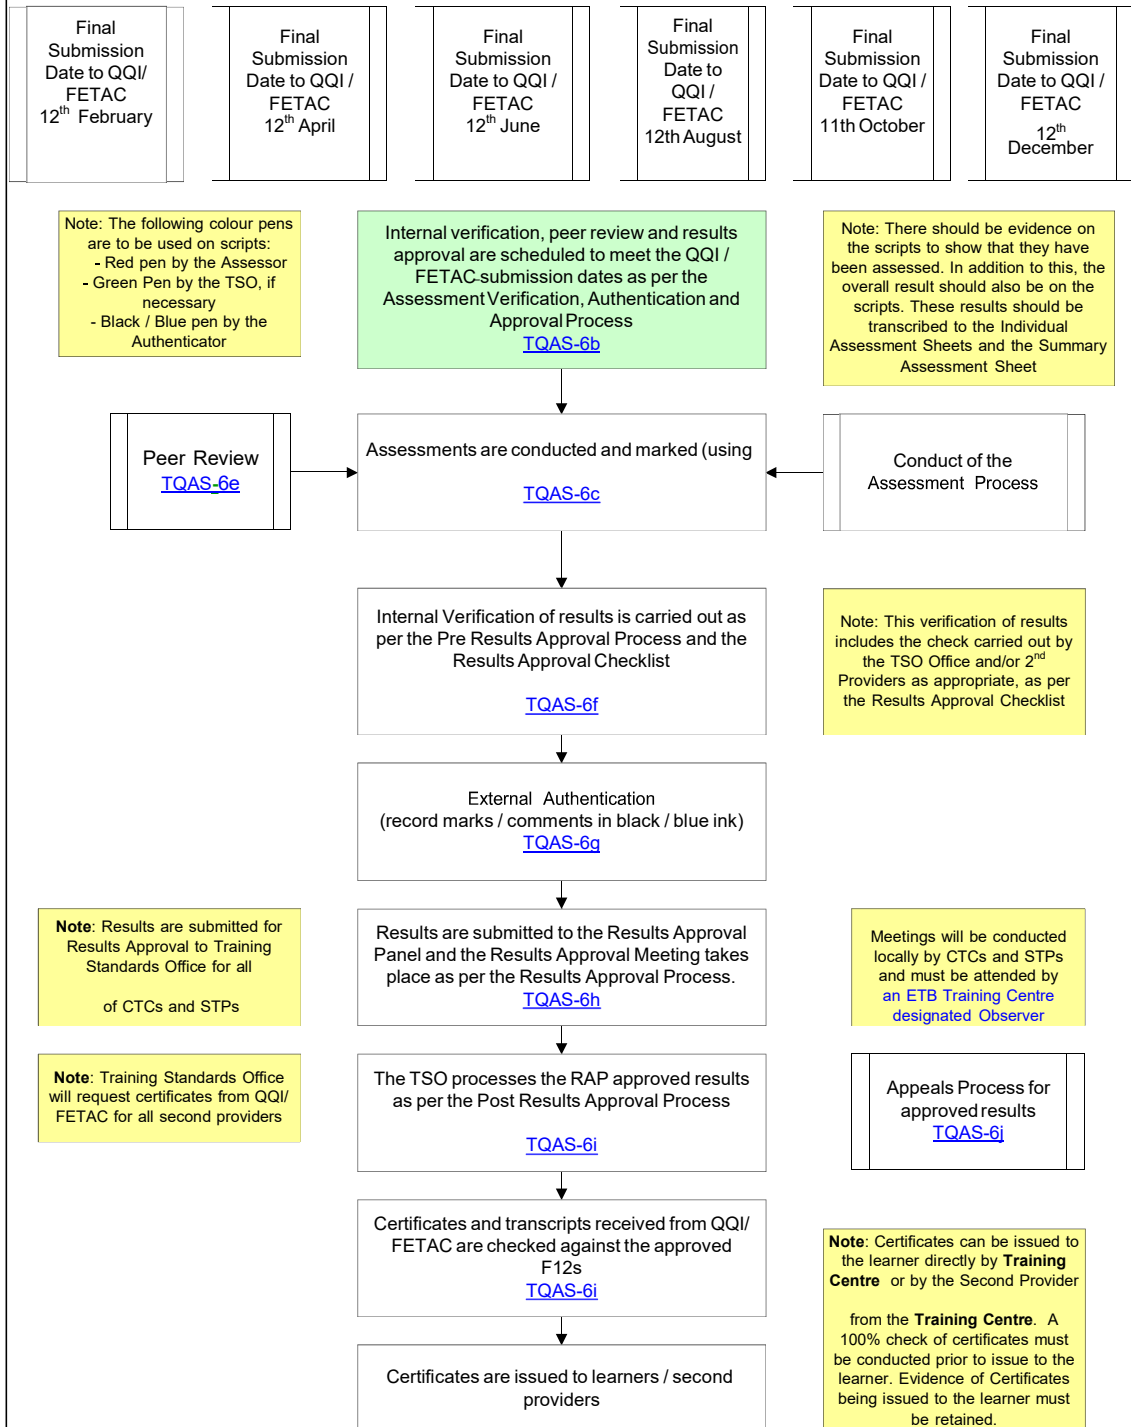 Final
Submission
Date to QQI/
FETAC
12th February
Final
Submission
Date to QQI /
FETAC
12th April
Final
Submission
Date to QQI /
FETAC
12th June
Final
Submission
Date to
QQI /
FETAC
12th August
Final
Submission
Date to QQI /
FETAC
11th October
Final
Submission
Date to QQI /
FETAC
12th
December
Note: The following colour pens
are to be used on scripts:
- Red pen by the Assessor
- Green Pen by the TSO, if
necessary
- Black / Blue pen by the
Authenticator
Internal verification, peer review and results
approval are scheduled to meet the QQI /
FETAC submission dates as per the
Assessment Verification, Authentication and
Approval Process
TQAS-6b
Note: There should be evidence on
the scripts to show that they have
been assessed. In addition to this, the
overall result should also be on the
scripts. These results should be
transcribed to the Individual
Assessment Sheets and the Summary
Assessment Sheet
Peer Review
TQAS-6e
Assessments are conducted and marked (using
TQAS-6c
Conduct of the
Assessment Process
Internal Verification of results is carried out as
per the Pre Results Approval Process and the
Results Approval Checklist
TQAS-6f
Note: This verification of results
includes the check carried out by
the TSO Office and/or 2nd
Providers as appropriate, as per
the Results Approval Checklist
External Authentication
(record marks / comments in black / blue ink)
TQAS-6g
Note: Results are submitted for
Results Approval to Training
Standards Office for all
of CTCs and STPs
Results are submitted to the Results Approval
Panel and the Results Approval Meeting takes
place as per the Results Approval Process.
TQAS-6h
Meetings will be conducted
locally by CTCs and STPs
and must be attended by
an ETB Training Centre
designated Observer
Note: Training Standards Office
will request certificates from QQI/
FETAC for all second providers
The TSO processes the RAP approved results
as per the Post Results Approval Process
TQAS-6i
Appeals Process for
approved results
TQAS-6j
Certificates and transcripts received from QQI/
FETAC are checked against the approved
F12s
TQAS-6i
Note: Certificates can be issued to
the learner directly by Training
Centre or by the Second Provider
from the Training Centre. A
100% check of certificates must
be conducted prior to issue to the
learner. Evidence of Certificates
being issued to the learner must
be retained.
Certificates are issued to learners / second
providers